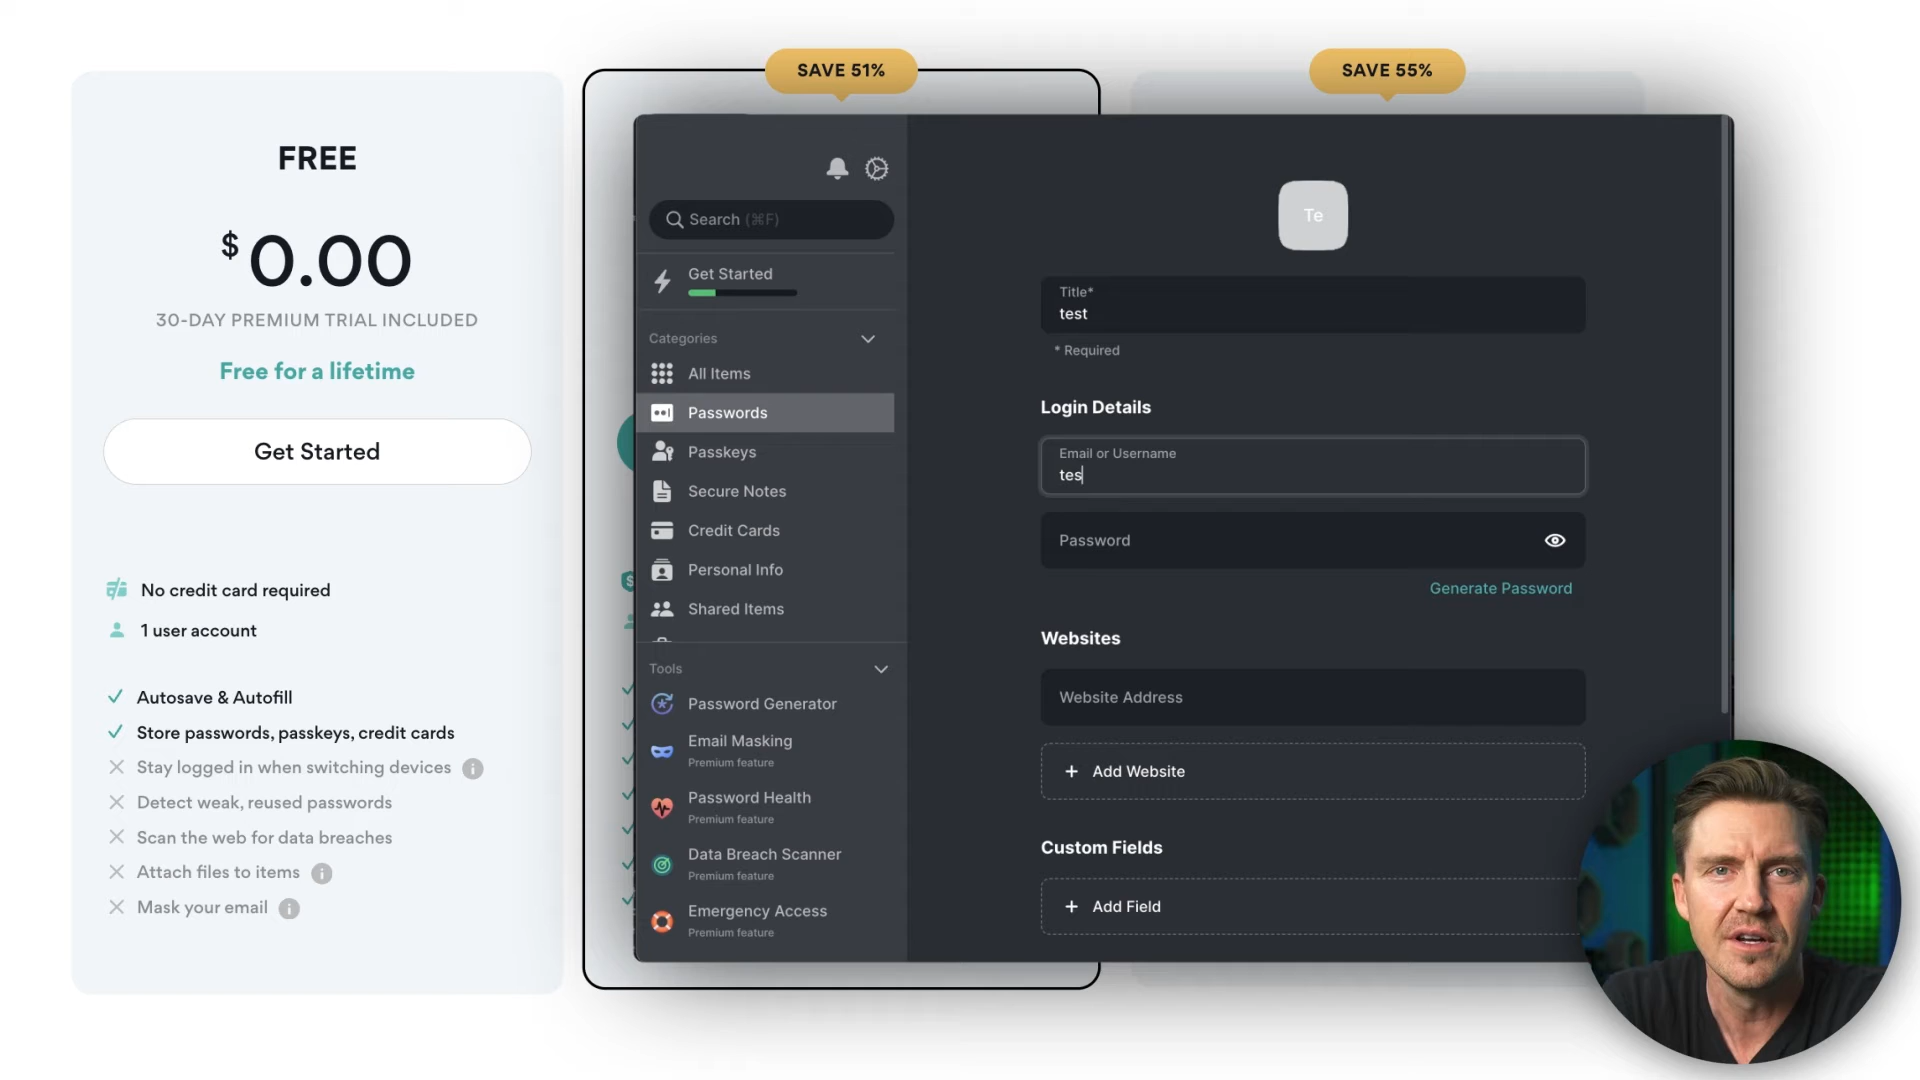 SAVE 51%
SAVE 55%
FREE
$ 0.00
30-DAY PREMIUM TRIAL INCLUDED
Free for a lifetime
Get Started
No credit card required
1 user account
Autosave & Autofill
Store passwords, passkeys, credit cards
Stay logged in when switching devices
Detect weak, reused passwords
Scan the web for data breaches
Attach files to items
Mask your email
Search (⌘F)
Get Started
Categories
All Items
Passwords
Passkeys
Secure Notes
Credit Cards
Personal Info
Shared Items
Tools
Password Generator
Email Masking
Premium feature
Password Health
Premium feature
Data Breach Scanner
Premium feature
Emergency Access
Premium feature
Te
Title*
test
* Required
Login Details
Email or Username
tes
Password
Generate Password
Websites
Website Address
+ Add Website
Custom Fields
+ Add Field